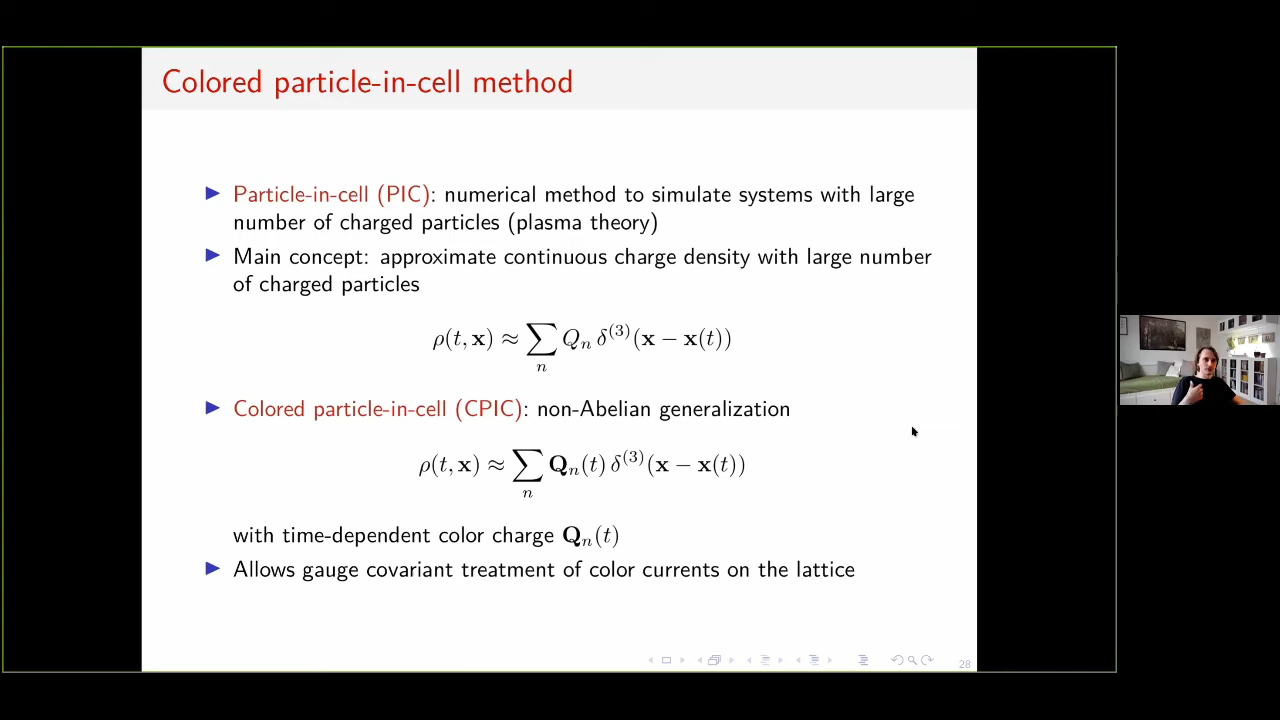 Colored particle-in-cell method
▶ Particle-in-cell (PIC): numerical method to simulate systems with large
number of charged particles (plasma theory)
▶ Main concept: approximate continuous charge density with large number
of charged particles
ρ(t, x) ≈ ∑_n Q_n δ^(3)(x − x(t))
▶ Colored particle-in-cell (CPIC): non-Abelian generalization
ρ(t, x) ≈ ∑_n Q_n(t) δ^(3)(x − x(t))
with time-dependent color charge Q_n(t)
▶ Allows gauge covariant treatment of color currents on the lattice
28